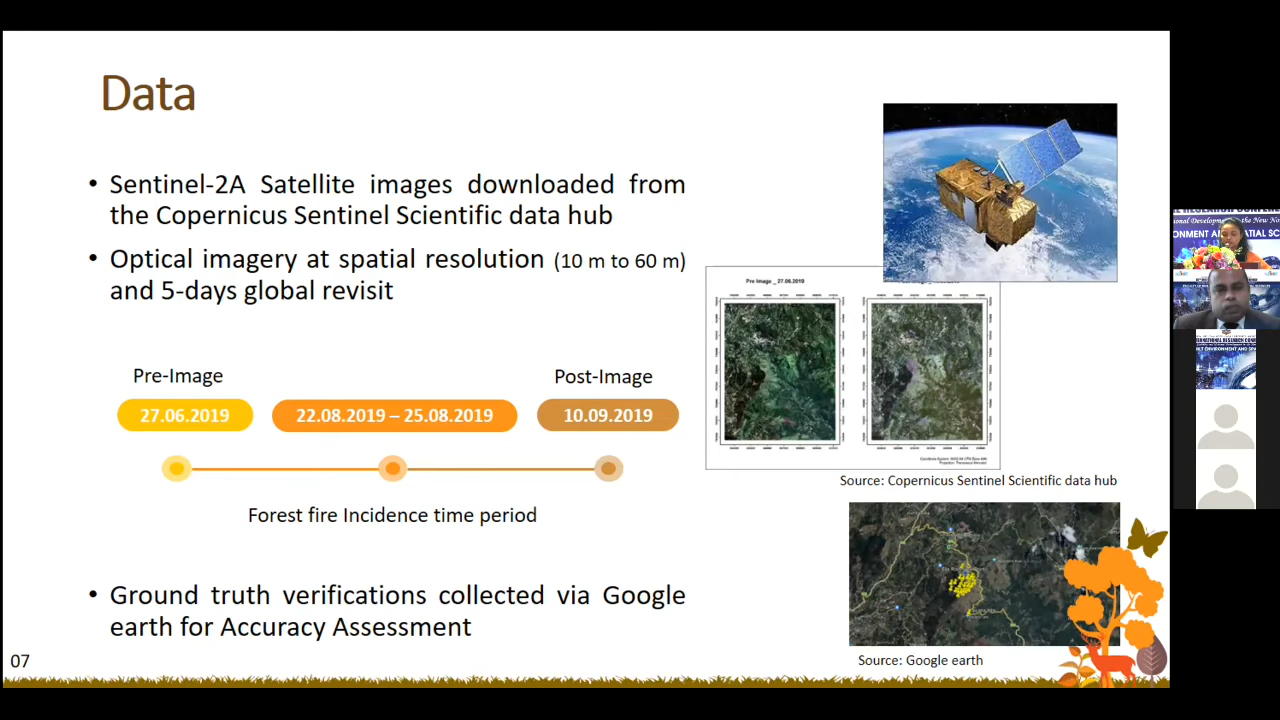 Data
• Sentinel-2A Satellite images downloaded from
the Copernicus Sentinel Scientific data hub
• Optical imagery at spatial resolution (10 m to 60 m)
and 5-days global revisit
Pre-Image
Post-Image
27.06.2019
22.08.2019 – 25.08.2019
10.09.2019
Forest fire Incidence time period
• Ground truth verifications collected via Google
earth for Accuracy Assessment
07
Pre Image _ 27.06.2019
Source: Copernicus Sentinel Scientific data hub
Source: Google earth